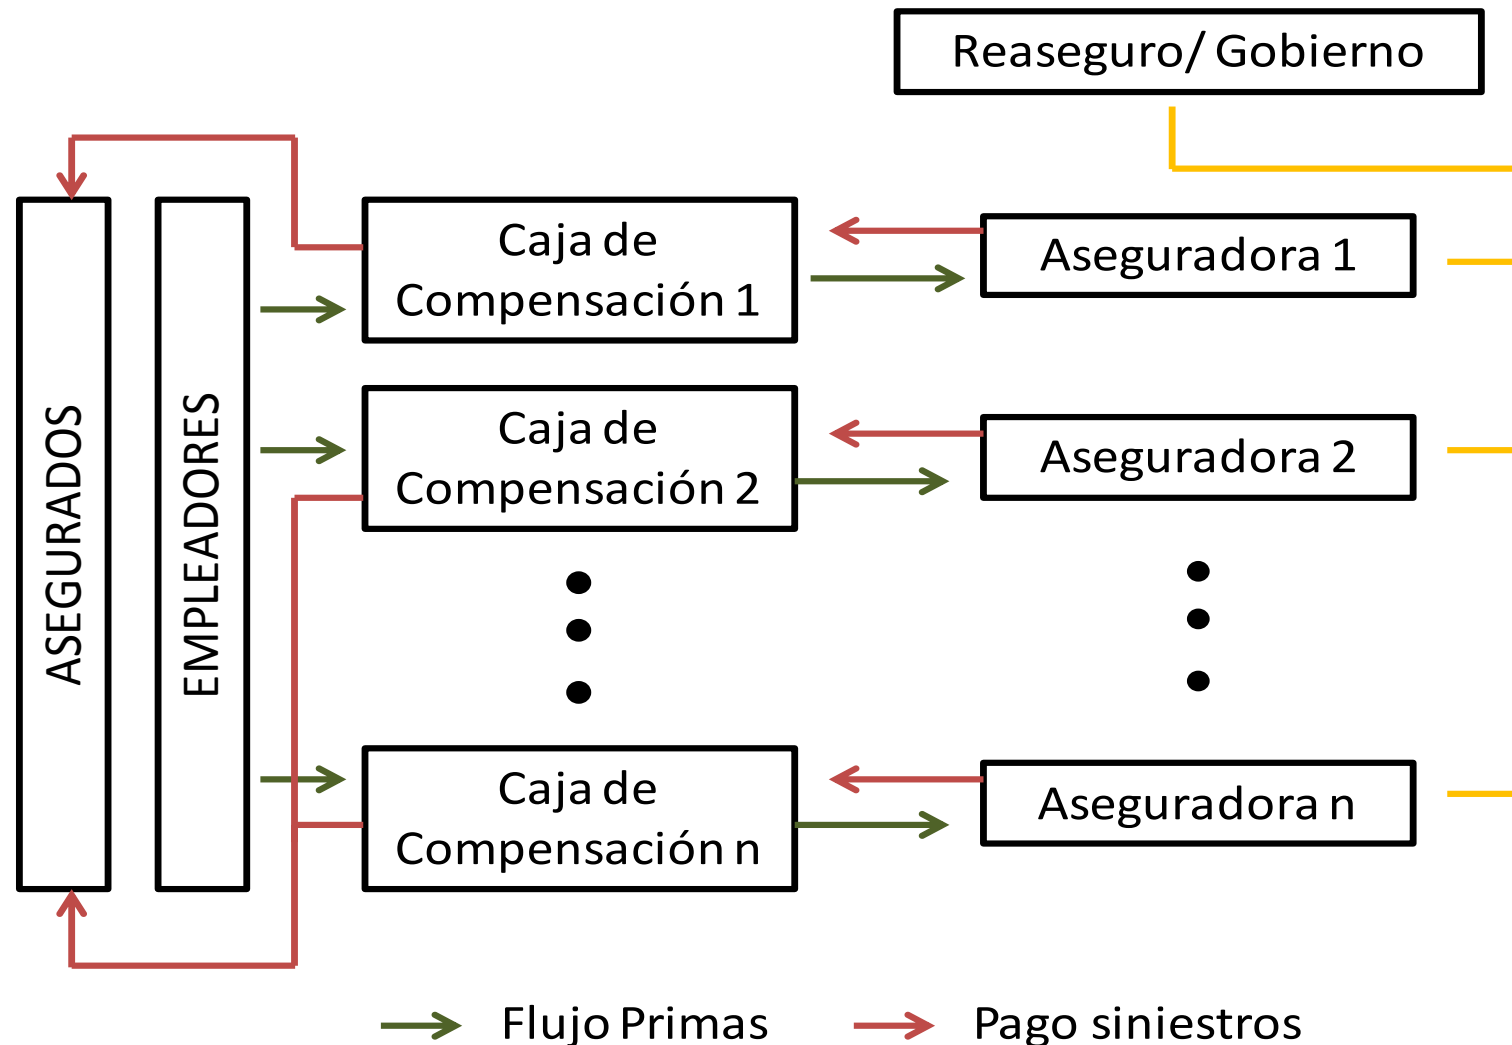 Reaseguro/ Gobierno
ASEGURADOS
EMPLEADORES
Caja de
Compensación 1
Aseguradora 1
Caja de
Compensación 2
Aseguradora 2
Caja de
Compensación n
Aseguradora n
Flujo Primas
Pago siniestros